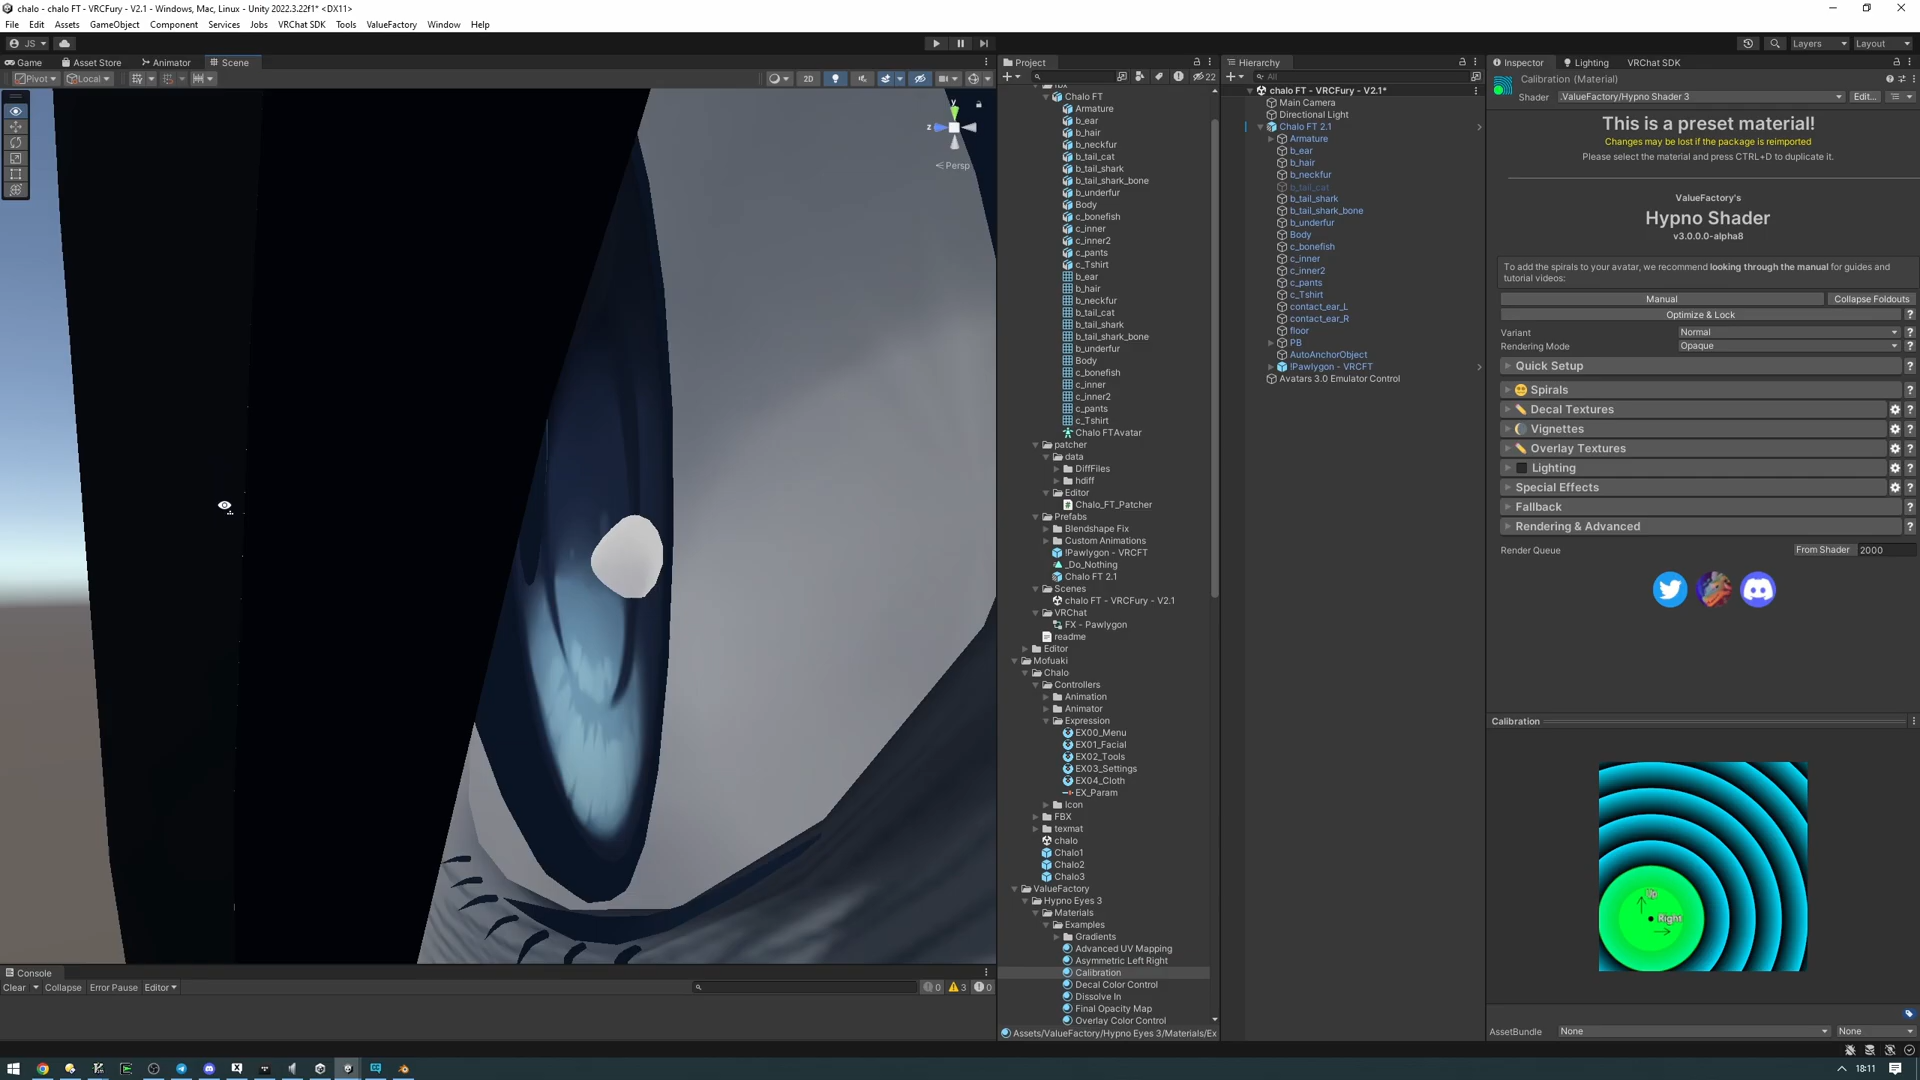 chalo - chalo FT - VRCFury - V2.1 - Windows, Mac, Linux - Unity 2022.3.22f1* <DX11>
File Edit Assets GameObject Component Services Jobs VRChat SDK Tools ValueFactory Window Help
JS
Layers Layout
Game Asset Store Animator Scene
Pivot Local 2D
y
z
Persp
Console
Clear Collapse Error Pause Editor
0 3 0
Project
22
fbx
Chalo FT
Armature
b_ear
b_hair
b_neckfur
b_tail_cat
b_tail_shark
b_tail_shark_bone
b_underfur
Body
c_bonefish
c_inner
c_inner2
c_pants
c_Tshirt
b_ear
b_hair
b_neckfur
b_tail_cat
b_tail_shark
b_tail_shark_bone
b_underfur
Body
c_bonefish
c_inner
c_inner2
c_pants
c_Tshirt
Chalo FTAvatar
patcher
data
DiffFiles
hdiff
Editor
Chalo_FT_Patcher
Prefabs
Blendshape Fix
Custom Animations
!Pawlygon - VRCFT
_Do_Nothing
Chalo FT 2.1
Scenes
chalo FT - VRCFury - V2.1
VRChat
FX - Pawlygon
readme
Editor
Mofuaki
Chalo
Controllers
Animation
Animator
Expression
EX00_Menu
EX01_Facial
EX02_Tools
EX03_Settings
EX04_Cloth
EX_Param
Icon
FBX
texmat
chalo
Chalo1
Chalo2
Chalo3
ValueFactory
Hypno Eyes 3
Materials
Examples
Gradients
Advanced UV Mapping
Asymmetric Left Right
Calibration
Decal Color Control
Dissolve In
Final Opacity Map
Overlay Color Control
Assets/ValueFactory/Hypno Eyes 3/Materials/Ex
Hierarchy
All
chalo FT - VRCFury - V2.1*
Main Camera
Directional Light
Chalo FT 2.1
Armature
b_ear
b_hair
b_neckfur
b_tail_cat
b_tail_shark
b_tail_shark_bone
b_underfur
Body
c_bonefish
c_inner
c_inner2
c_pants
c_Tshirt
contact_ear_L
contact_ear_R
floor
PB
AutoAnchorObject
!Pawlygon - VRCFT
Avatars 3.0 Emulator Control
Inspector Lighting VRChat SDK
Calibration (Material)
Shader .ValueFactory/Hypno Shader 3 Edit...
This is a preset material!
Changes may be lost if the package is reimported
Please select the material and press CTRL+D to duplicate it.
ValueFactory's
Hypno Shader
v3.0.0.0-alpha8
To add the spirals to your avatar, we recommend looking through the manual for guides and
tutorial videos:
Manual Collapse Foldouts
Optimize & Lock ?
Variant Normal ?
Rendering Mode Opaque ?
Quick Setup ?
Spirals ?
Decal Textures ?
Vignettes ?
Overlay Textures ?
Lighting ?
Special Effects ?
Fallback ?
Rendering & Advanced ?
Render Queue From Shader 2000
Calibration
Up
Right
AssetBundle None None
18:11